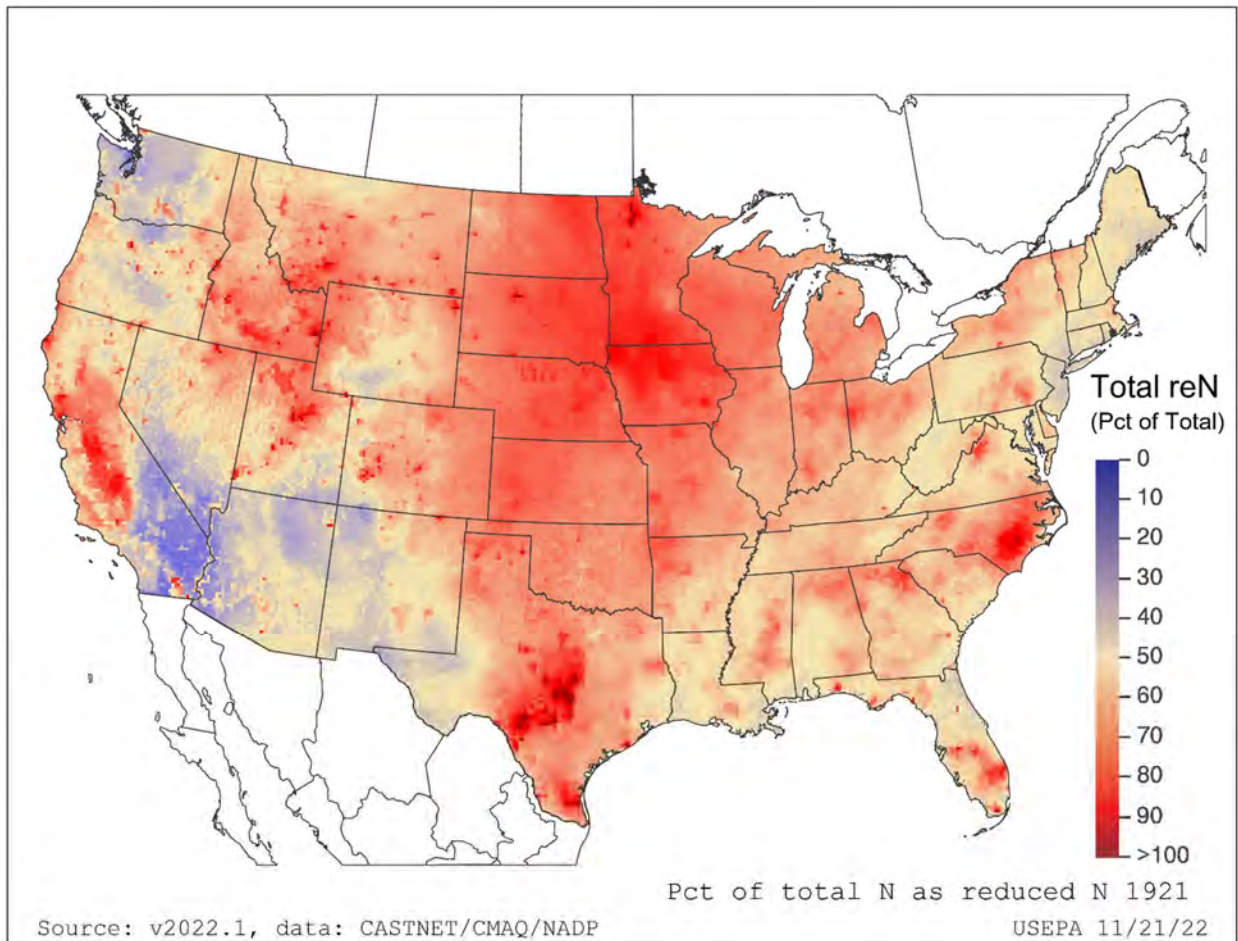 Total reN
(Pct of Total)
0
10
20
30
40
50
60
70
80
90
>100
Pct of total N as reduced N 1921
Source: v2022.1, data: CASTNET/CMAQ/NADP
USEPA 11/21/22